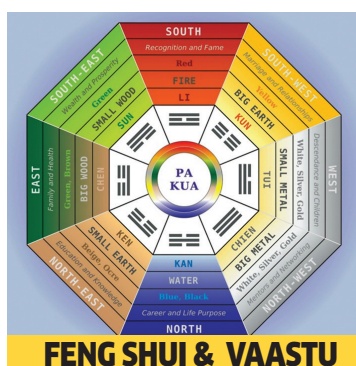 SOUTH
Recognition and Fame
Red
FIRE
LI
SOUTH-WEST
Marriage and Relationships
Yellow
BIG EARTH
KUN
WEST
Descendance and Children
White, Silver, Gold
SMALL METAL
TUI
NORTH-WEST
Mentors and Networking
White, Silver, Gold
BIG METAL
CHIEN
KAN
WATER
Blue, Black
Career and Life Purpose
NORTH
KEN
SMALL EARTH
Beige, Ocre
Education and Knowledge
NORTH-EAST
EAST
Family and Health
Green, Brown
BIG WOOD
CHEN
SOUTH-EAST
Wealth and Prosperity
Green
SMALL WOOD
SUN
PA
KUA
FENG SHUI & VAASTU